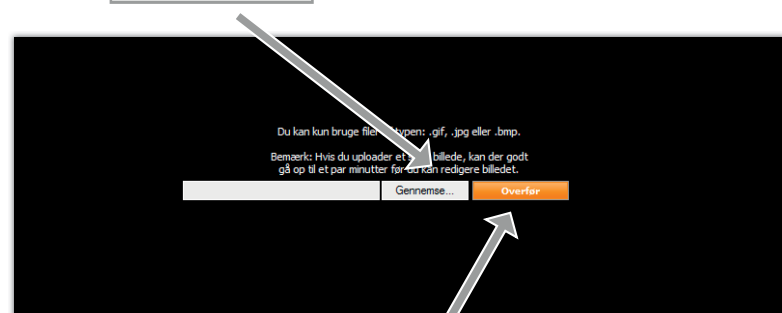 Du kan kun bruge filer typen: .gif, .jpg eller .bmp.
Bemærk: Hvis du uploader et billede, kan der godt
gå op til et par minutter før du kan redigere billedet.
Gennemse...
Overfør